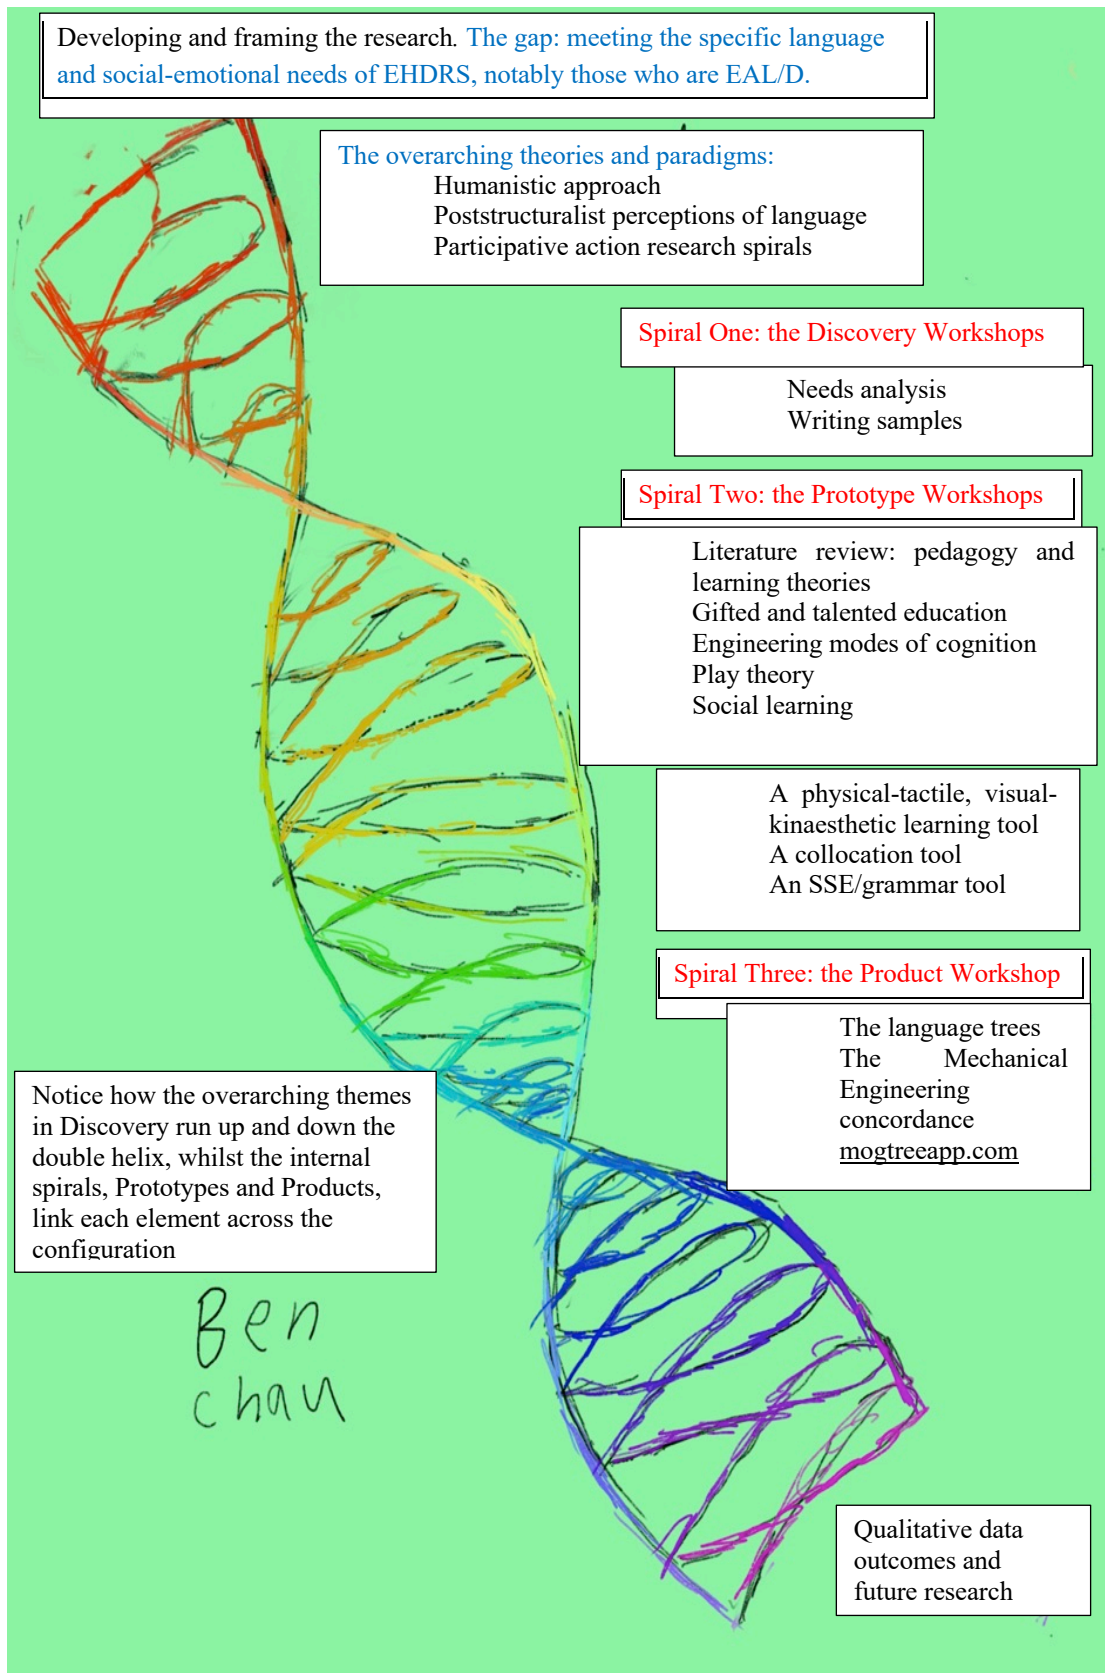 Developing and framing the research. The gap: meeting the specific language
and social-emotional needs of EHDRS, notably those who are EAL/D.
The overarching theories and paradigms:
Humanistic approach
Poststructuralist perceptions of language
Participative action research spirals
Spiral One: the Discovery Workshops
Needs analysis
Writing samples
Spiral Two: the Prototype Workshops
Literature review: pedagogy and
learning theories
Gifted and talented education
Engineering modes of cognition
Play theory
Social learning
A physical-tactile, visual-
kinaesthetic learning tool
A collocation tool
An SSE/grammar tool
Spiral Three: the Product Workshop
The language trees
The Mechanical
Engineering
concordance
mogtreeapp.com
Notice how the overarching themes
in Discovery run up and down the
double helix, whilst the internal
spirals, Prototypes and Products,
link each element across the
configuration
Ben
chau
Qualitative data
outcomes and
future research